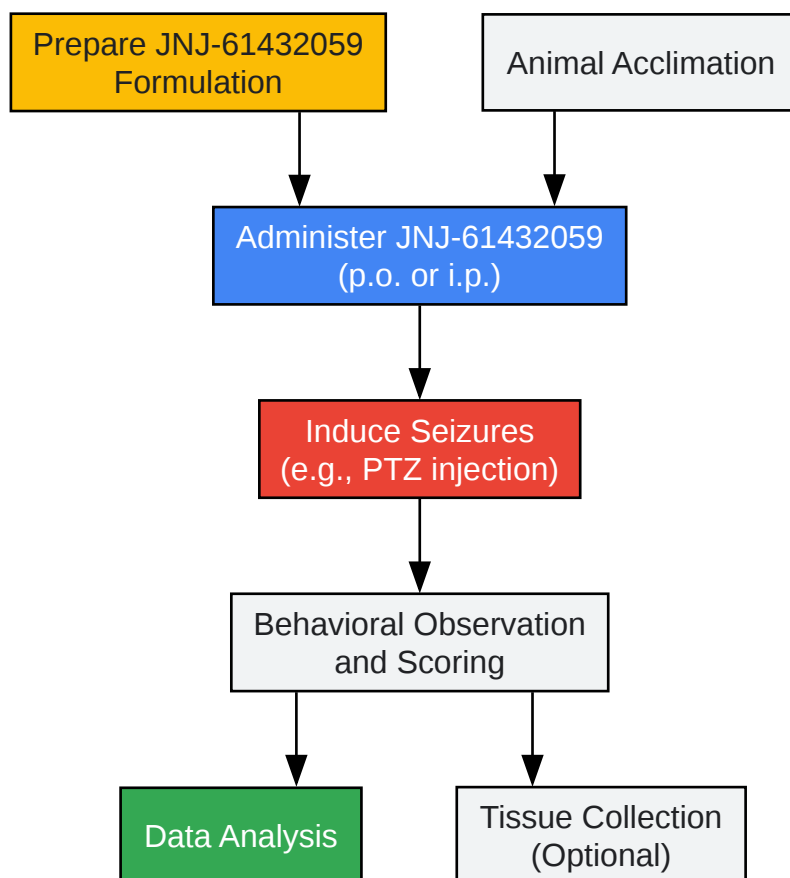 Prepare JNJ-61432059
Formulation
Animal Acclimation
Administer JNJ-61432059
(p.o. or i.p.)
Induce Seizures
(e.g., PTZ injection)
Behavioral Observation
and Scoring
Data Analysis
Tissue Collection
(Optional)